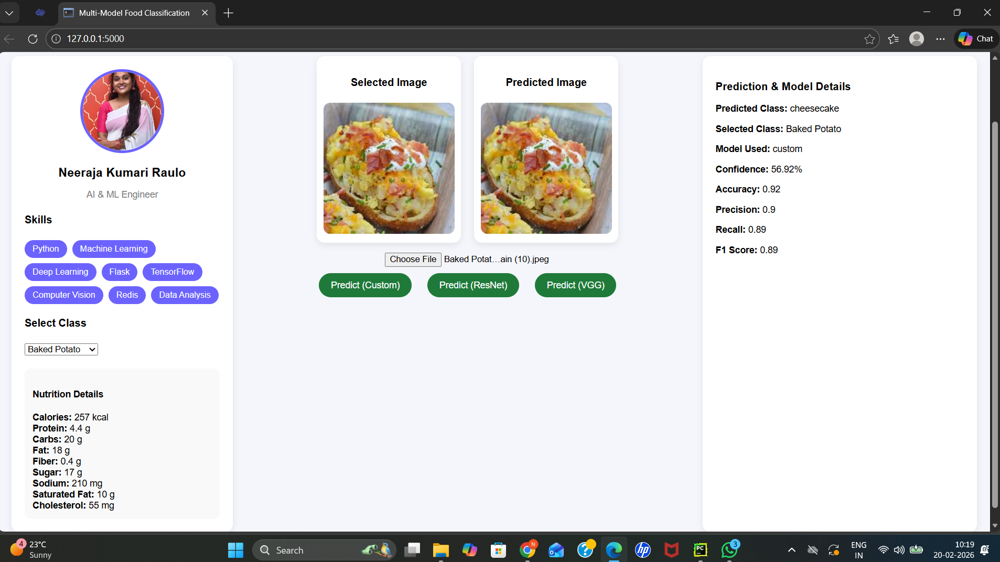 Multi-Model Food Classification
127.0.0.1:5000
Chat
Neeraja Kumari Raulo
AI & ML Engineer
Skills
Python Machine Learning
Deep Learning Flask TensorFlow
Computer Vision Redis Data Analysis
Select Class
Baked Potato
Nutrition Details
Calories: 257 kcal
Protein: 4.4 g
Carbs: 20 g
Fat: 18 g
Fiber: 0.4 g
Sugar: 17 g
Sodium: 210 mg
Saturated Fat: 10 g
Cholesterol: 55 mg
Selected Image
Predicted Image
Choose File Baked Potat…ain (10).jpeg
Predict (Custom) Predict (ResNet) Predict (VGG)
Prediction & Model Details
Predicted Class: cheesecake
Selected Class: Baked Potato
Model Used: custom
Confidence: 56.92%
Accuracy: 0.92
Precision: 0.9
Recall: 0.89
F1 Score: 0.89
4
23°C
Sunny
Search
N
hp
PC
3
ENG
IN
10:19
20-02-2026